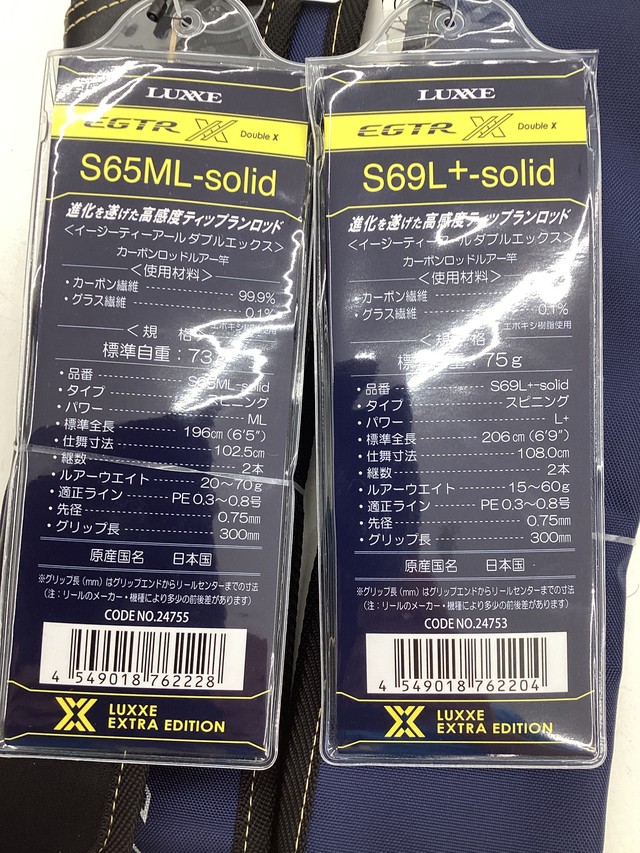 LUXXE
EGTR XX Double X
S65ML-solid
進化を遂げた高感度ティップランロッド
＜イージーティーアール ダブルエックス＞
カーボンロッドルアー竿
＜使用材料＞
・カーボン繊維 99.9%
・グラス繊維 0.1%
エポキシ樹脂使用
＜規 格
標準自重：73
・品番 S65ML-solid
・タイプ スピニング
・パワー ML
・標準全長 196cm (6'5")
・仕舞寸法 102.5cm
・継数 2本
・ルアーウエイト 20〜70g
・適正ライン PE0.3〜0.8号
・先径 0.75mm
・グリップ長 300mm
原産国名 日本国
※グリップ長（mm）はグリップエンドからリールセンターまでの寸法
（注：リールのメーカー・機種により多少の前後差があります）
CODE NO.24755
4 549018 762228
LUXXE
EXTRA EDITION
LUXXE
EGTR XX Double X
S69L+-solid
進化を遂げた高感度ティップランロッド
＜イージーティーアール ダブルエックス＞
カーボンロッドルアー竿
＜使用材料＞
・カーボン繊維
・グラス繊維 0.1%
エポキシ樹脂使用
＜規 格
標準自重：75g
・品番 S69L+-solid
・タイプ スピニング
・パワー L+
・標準全長 206cm (6'9")
・仕舞寸法 108.0cm
・継数 2本
・ルアーウエイト 15〜60g
・適正ライン PE0.3〜0.8号
・先径 0.75mm
・グリップ長 300mm
原産国名 日本国
※グリップ長（mm）はグリップエンドからリールセンターまでの寸法
（注：リールのメーカー・機種により多少の前後差があります）
CODE NO.24753
4 549018 762204
LUXXE
EXTRA EDITION